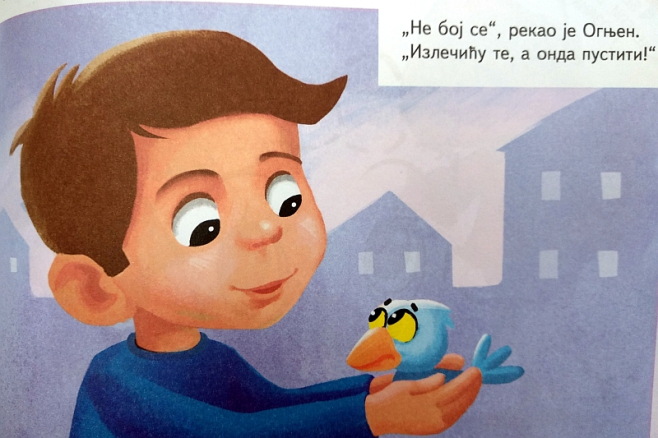 „Не бој се“, рекао је Огњен.
„Излечићу те, а онда пустити!“